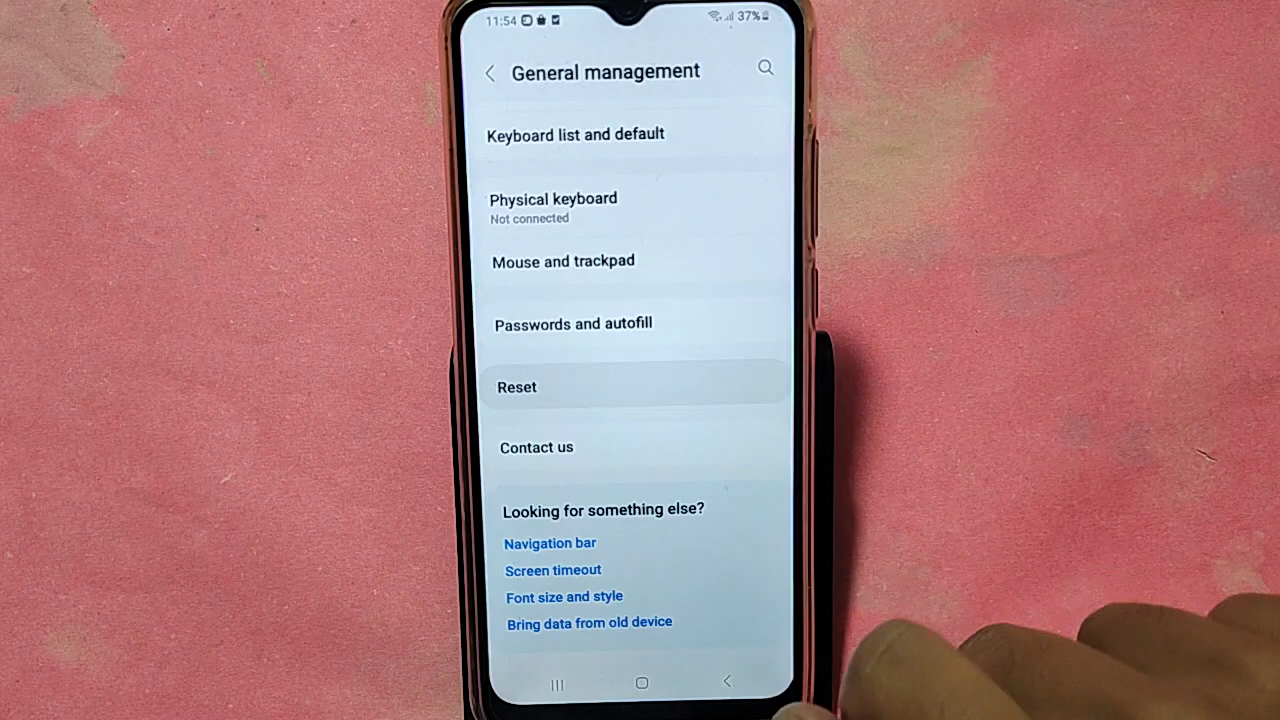 11:54 37%
General management
Keyboard list and default
Physical keyboard
Not connected
Mouse and trackpad
Passwords and autofill
Reset
Contact us
Looking for something else?
Navigation bar
Screen timeout
Font size and style
Bring data from old device